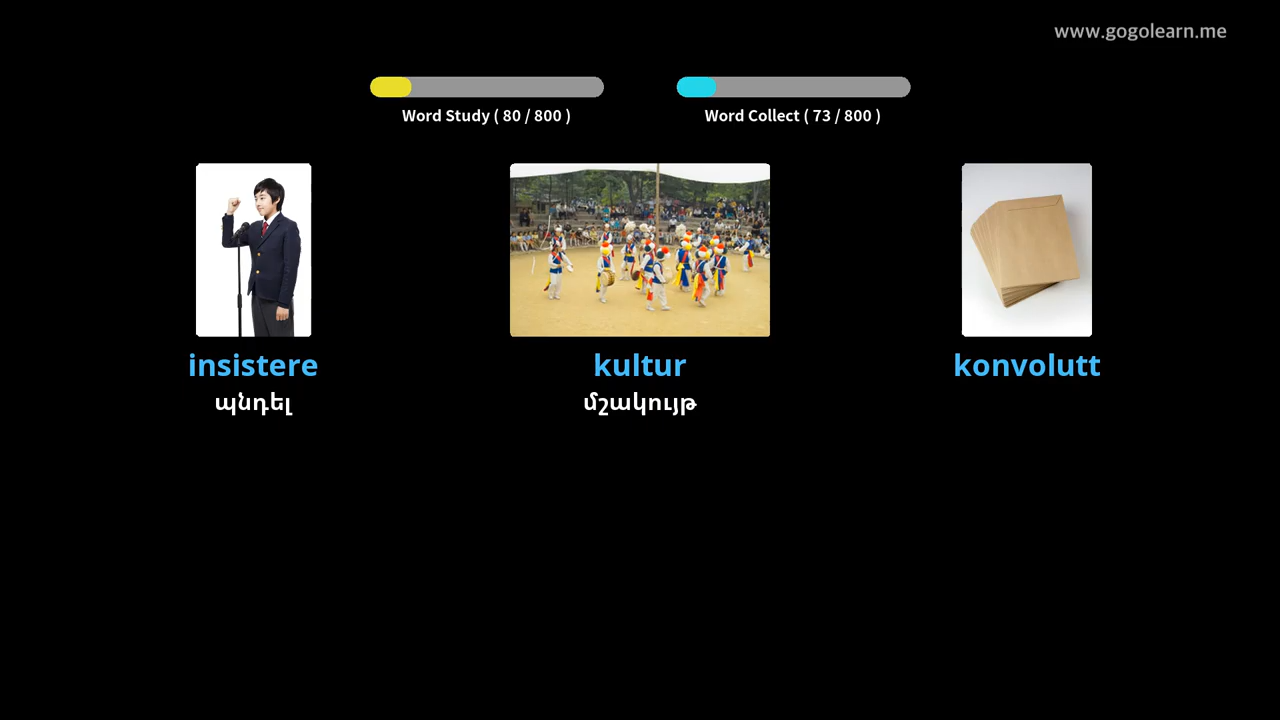 www.gogolearn.me
Word Study ( 80 / 800 )
Word Collect ( 73 / 800 )
insistere
պնդել
kultur
մշակույթ
konvolutt